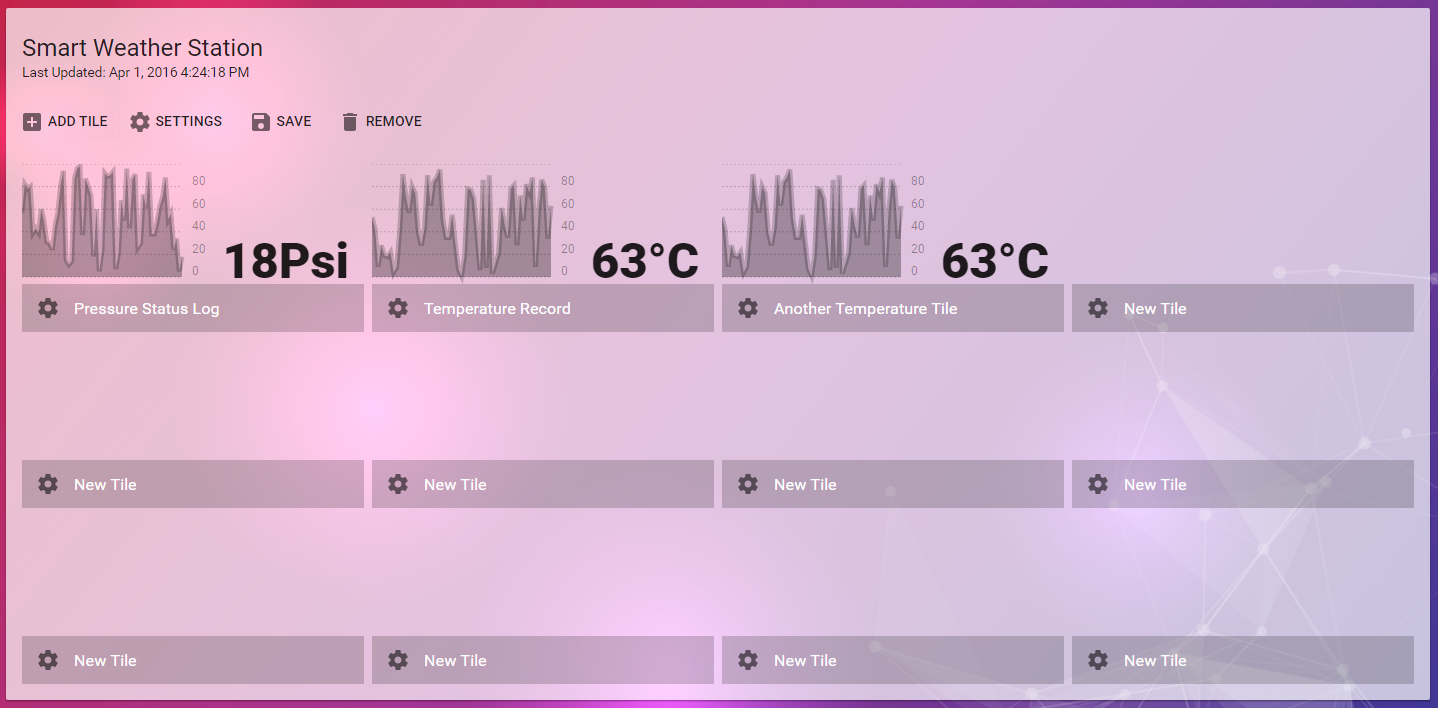 Smart Weather Station
Last Updated: Apr 1, 2016 4:24:18 PM
ADD TILE SETTINGS SAVE REMOVE
80
60
40
20
0
18Psi
80
60
40
20
0
63°C
80
60
40
20
0
63°C
Pressure Status Log
Temperature Record
Another Temperature Tile
New Tile
New Tile
New Tile
New Tile
New Tile
New Tile
New Tile
New Tile
New Tile